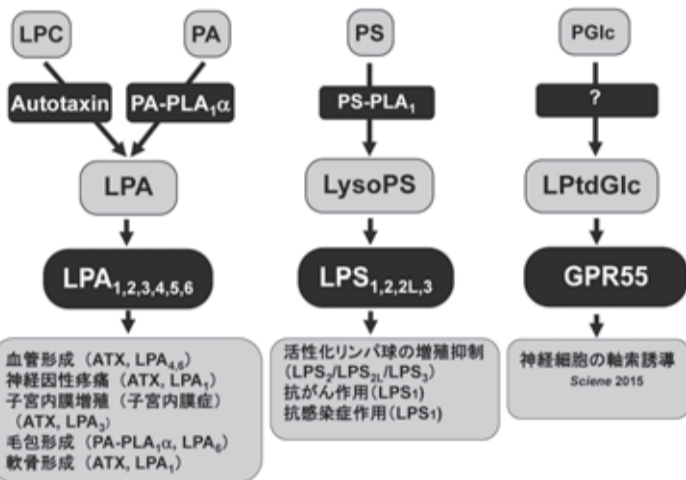 LPC
PA
PS
PGlc
Autotaxin
PA-PLA₁α
PS-PLA₁
?
LPA
LysoPS
LPtdGlc
LPA₁,₂,₃,₄,₅,₆
LPS₁,₂,₂L,₃
GPR55
血管形成（ATX, LPA₄,₆）
神経因性疼痛（ATX, LPA₁）
子宮内膜増殖（子宮内膜症）
（ATX, LPA₃）
毛包形成（PA-PLA₁α, LPA₆）
軟骨形成（ATX, LPA₁）
活性化リンパ球の増殖抑制
（LPS₂/LPS₂L/LPS₃）
抗がん作用（LPS1）
抗感染症作用（LPS1）
神経細胞の軸索誘導
Sciene 2015